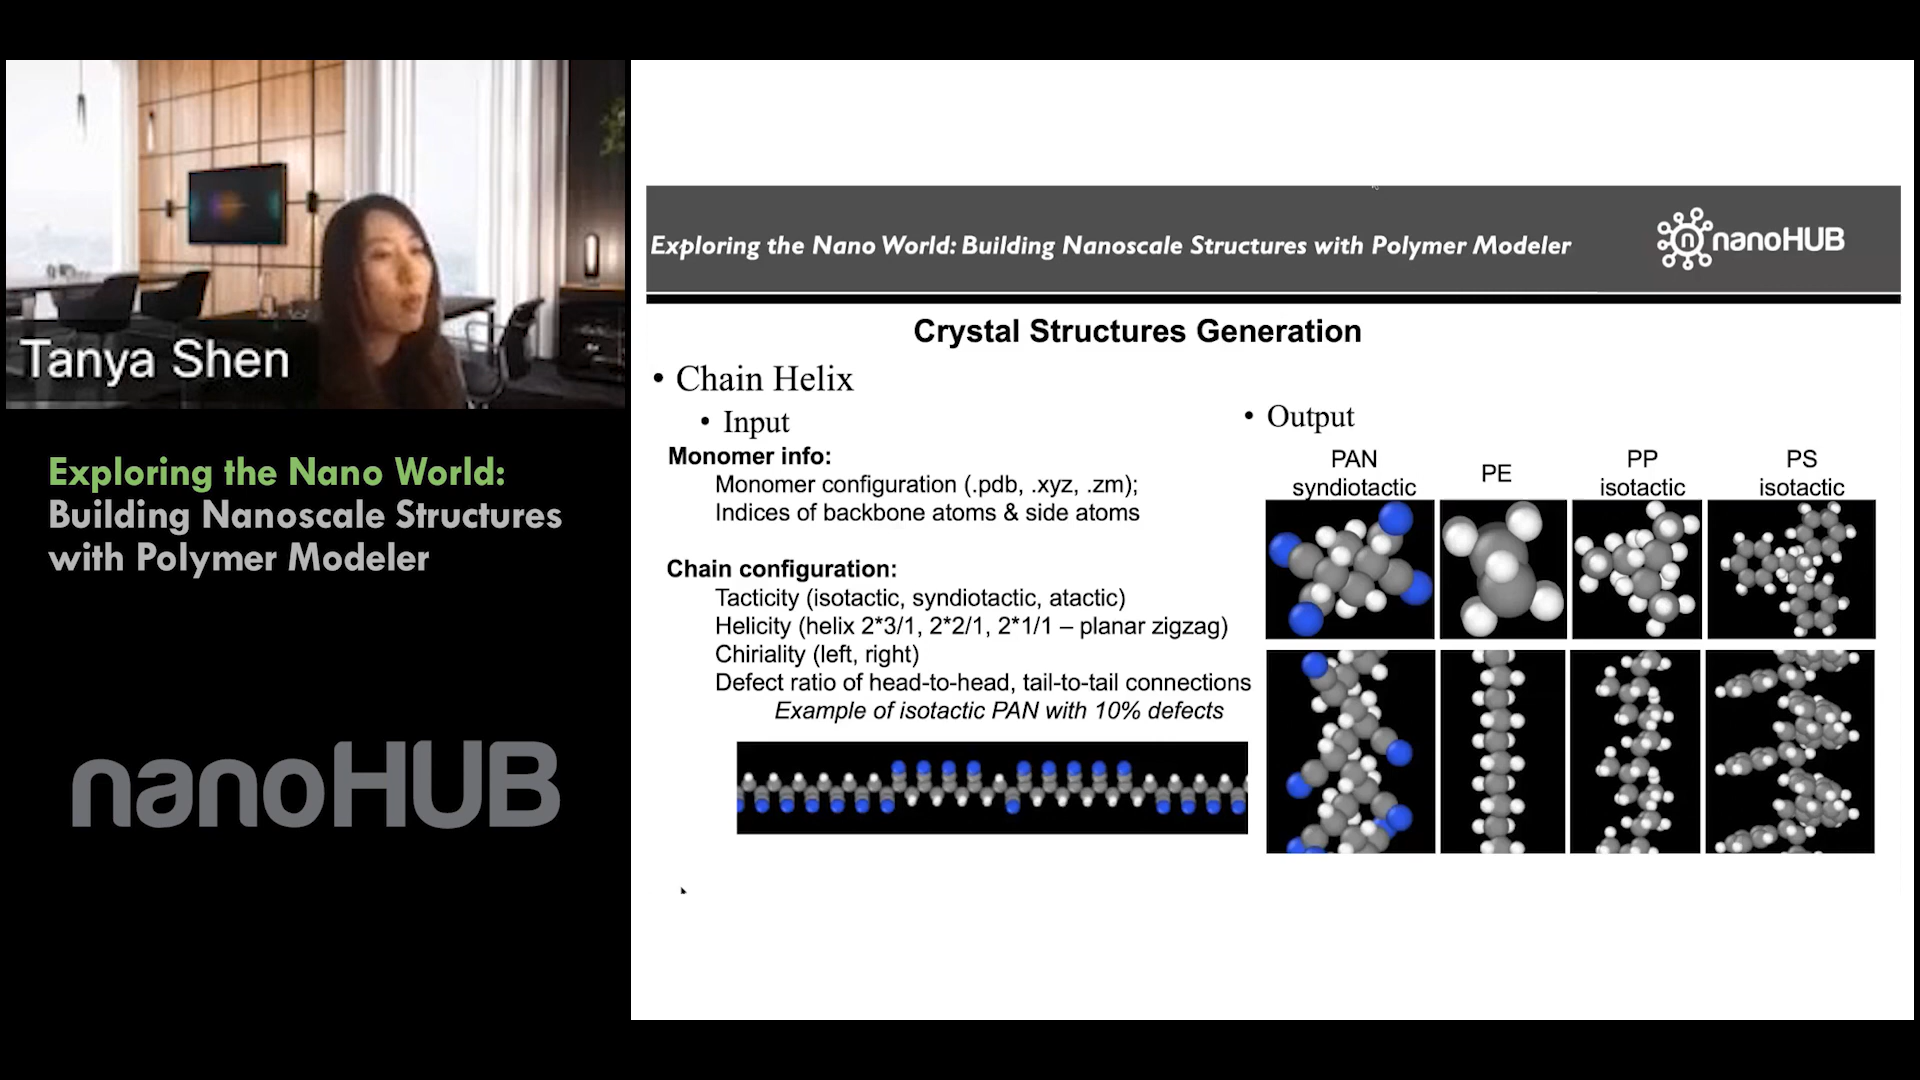 Tanya Shen
Exploring the Nano World:
Building Nanoscale Structures
with Polymer Modeler
nanoHUB
Exploring the Nano World: Building Nanoscale Structures with Polymer Modeler
n nanoHUB
Crystal Structures Generation
• Chain Helix
• Input
Monomer info:
Monomer configuration (.pdb, .xyz, .zm);
Indices of backbone atoms & side atoms
Chain configuration:
Tacticity (isotactic, syndiotactic, atactic)
Helicity (helix 2*3/1, 2*2/1, 2*1/1 – planar zigzag)
Chiriality (left, right)
Defect ratio of head-to-head, tail-to-tail connections
Example of isotactic PAN with 10% defects
• Output
PAN
syndiotactic
PE
PP
isotactic
PS
isotactic